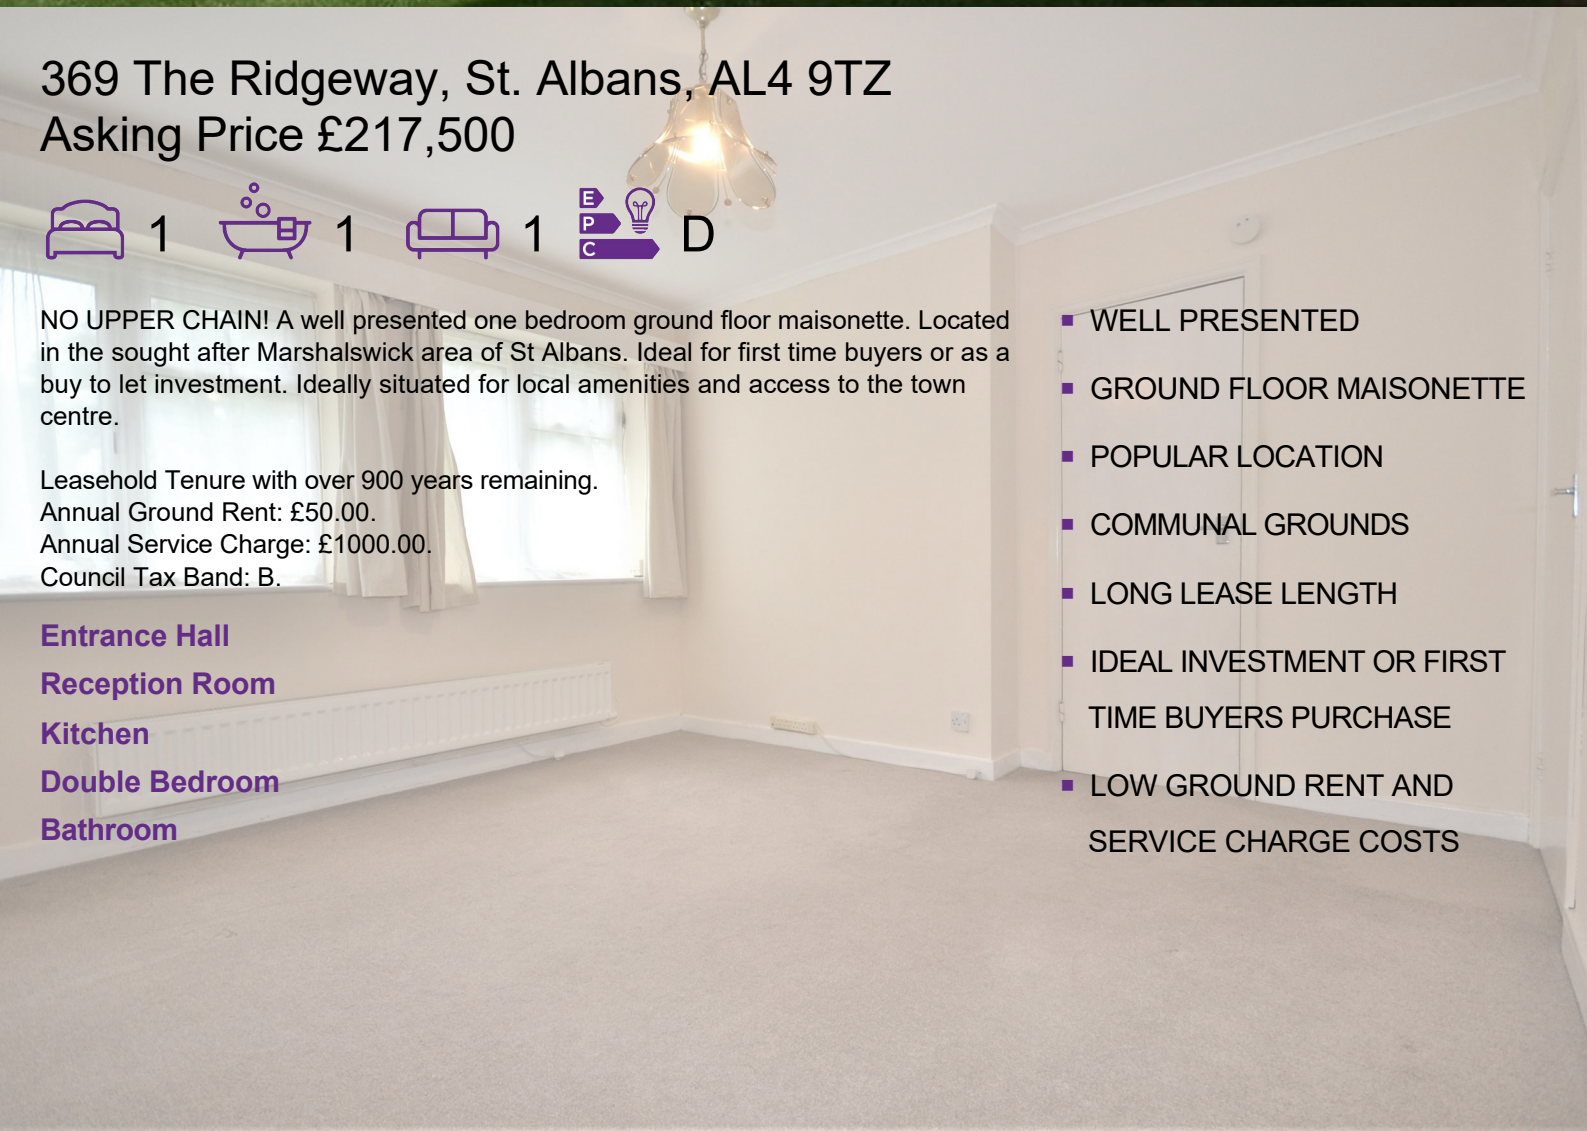 369 The Ridgeway, St. Albans, AL4 9TZ
Asking Price £217,500
1
1
1
E
P
C
D
NO UPPER CHAIN! A well presented one bedroom ground floor maisonette. Located
in the sought after Marshalswick area of St Albans. Ideal for first time buyers or as a
buy to let investment. Ideally situated for local amenities and access to the town
centre.
Leasehold Tenure with over 900 years remaining.
Annual Ground Rent: £50.00.
Annual Service Charge: £1000.00.
Council Tax Band: B.
Entrance Hall
Reception Room
Kitchen
Double Bedroom
Bathroom
WELL PRESENTED
GROUND FLOOR MAISONETTE
POPULAR LOCATION
COMMUNAL GROUNDS
LONG LEASE LENGTH
IDEAL INVESTMENT OR FIRST
TIME BUYERS PURCHASE
LOW GROUND RENT AND
SERVICE CHARGE COSTS